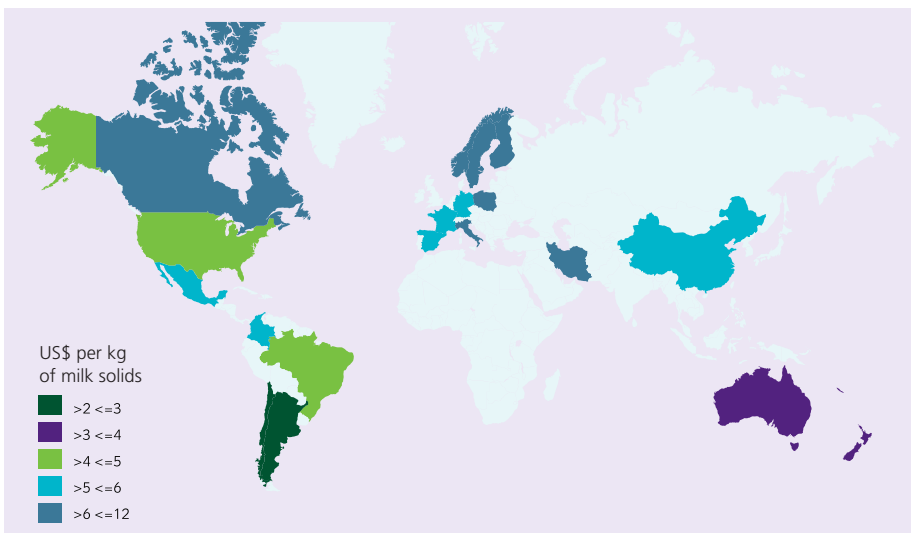 US$ per kg
of milk solids
>2 <=3
>3 <=4
>4 <=5
>5 <=6
>6 <=12